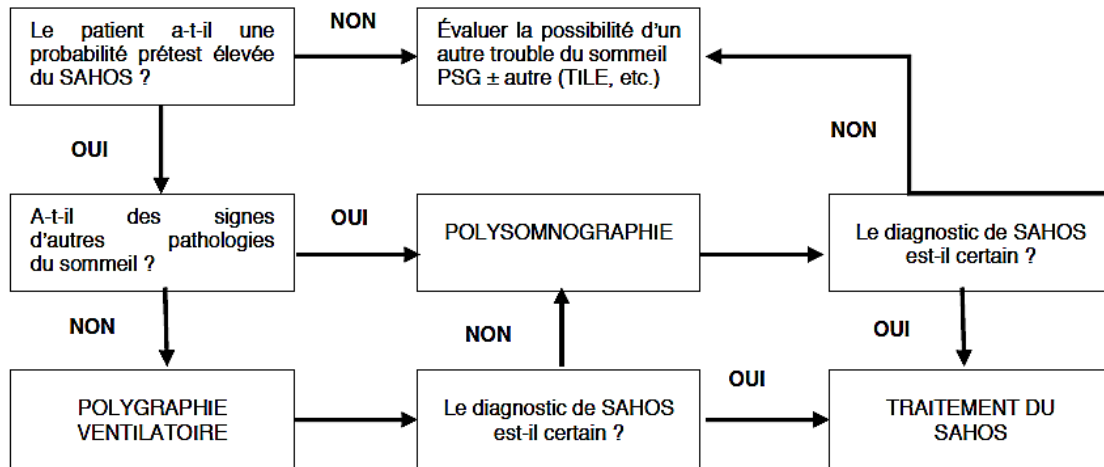 Le patient a-t-il une
probabilité prétest élevée
du SAHOS ?
NON
Évaluer la possibilité d'un
autre trouble du sommeil
PSG ± autre (TILE, etc.)
OUI
NON
A-t-il des signes
d'autres pathologies
du sommeil ?
OUI
POLYSOMNOGRAPHIE
Le diagnostic de SAHOS
est-il certain ?
NON
NON
OUI
POLYGRAPHIE
VENTILATOIRE
Le diagnostic de SAHOS
est-il certain ?
OUI
TRAITEMENT DU
SAHOS